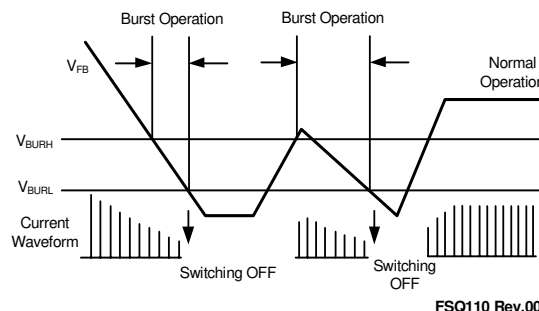 Burst Operation
Burst Operation
VFB
Normal
Operation
VBURH
VBURL
Current
Waveform
Switching OFF
Switching
OFF
FSQ110 Rev.00